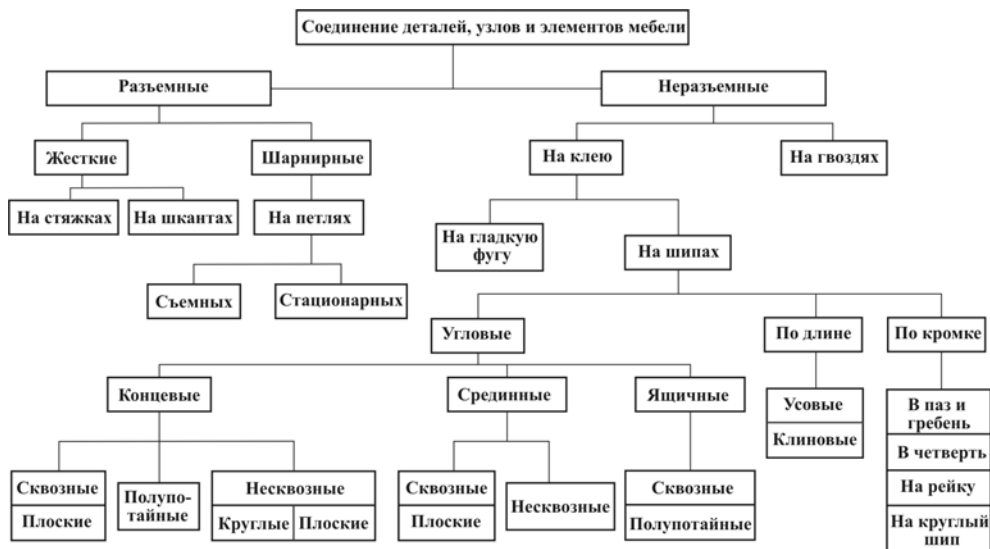 Соединение деталей, узлов и элементов мебели
Разъемные
Неразъемные
Жесткие
Шарнирные
На клею
На гвоздях
На стяжках
На шкантах
На петлях
На гладкую
фугу
На шипах
Съемных
Стационарных
Угловые
По длине
По кромке
Концевые
Срединные
Ящичные
Усовые
Клиновые
В паз и
гребень
В четверть
На рейку
На круглый
шип
Сквозные
Плоские
Полупо-
тайные
Несквозные
Круглые
Плоские
Сквозные
Плоские
Несквозные
Сквозные
Полупотайные